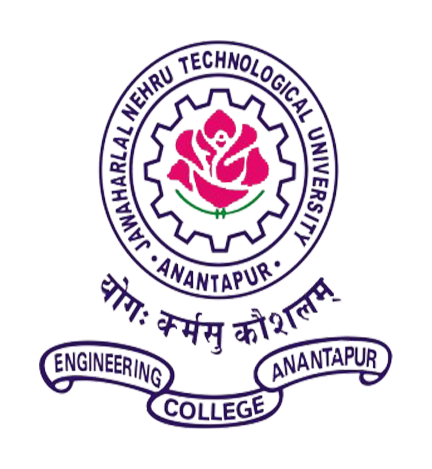 JAWAHARLAL NEHRU TECHNOLOGICAL UNIVERSITY
• ANANTAPUR •
योगः कर्मसु कौशलम्
ENGINEERING COLLEGE ANANTAPUR